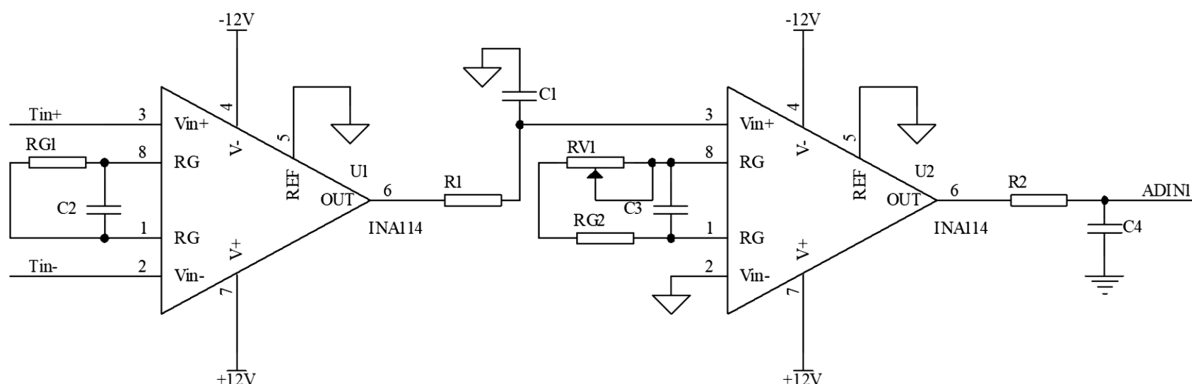 -12V
-12V
C1
4
4
Tin+
3
Vin+
V-
5
3
Vin+
V-
5
RG1
8
RG
REF
U1
RV1
8
RG
REF
U2
C2
OUT
6
R1
C3
OUT
6
R2
ADIN1
1
RG
INA114
RG2
1
RG
INA114
C4
Tin-
2
Vin-
V+
2
Vin-
V+
7
7
+12V
+12V